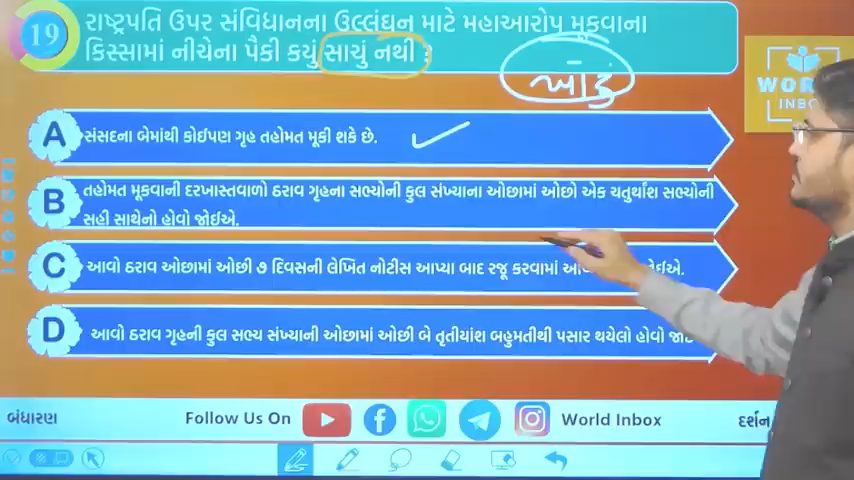 19
રાષ્ટ્રપતિ ઉપર સંવિધાનના ઉલ્લંઘન માટે મહાઆરોપ મૂકવાના
કિસ્સામાં નીચેના પૈકી કયું સાચું નથી ?
ખોટું
WOR
INBO
A સંસદના બેમાંથી કોઈપણ ગૃહ તહોમત મૂકી શકે છે.
B તહોમત મૂકવાની દરખાસ્તવાળો ઠરાવ ગૃહના સભ્યોની કુલ સંખ્યાના ઓછામાં ઓછો એક ચતુર્થાંશ સભ્યોની
સહી સાથેનો હોવો જોઈએ.
C આવો ઠરાવ ઓછામાં ઓછી ૭ દિવસની લેખિત નોટીસ આપ્યા બાદ રજૂ કરવામાં
D આવો ઠરાવ ગૃહની કુલ સભ્ય સંખ્યાની ઓછામાં ઓછી બે તૃતીયાંશ બહુમતીથી પસાર થયેલો હોવો
બંધારણ Follow Us On World Inbox દર્શન